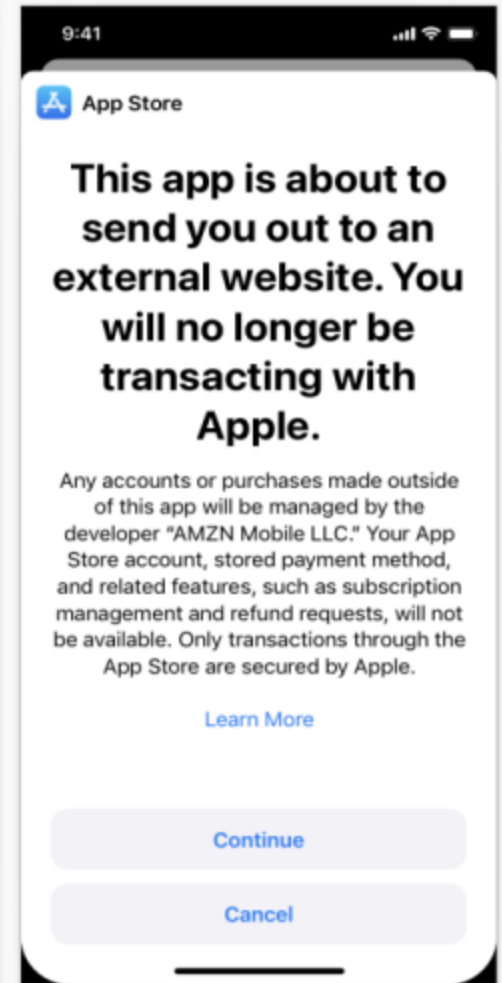 9:41
App Store
This app is about to
send you out to an
external website. You
will no longer be
transacting with
Apple.
Any accounts or purchases made outside
of this app will be managed by the
developer “AMZN Mobile LLC.” Your App
Store account, stored payment method,
and related features, such as subscription
management and refund requests, will not
be available. Only transactions through the
App Store are secured by Apple.
Learn More
Continue
Cancel